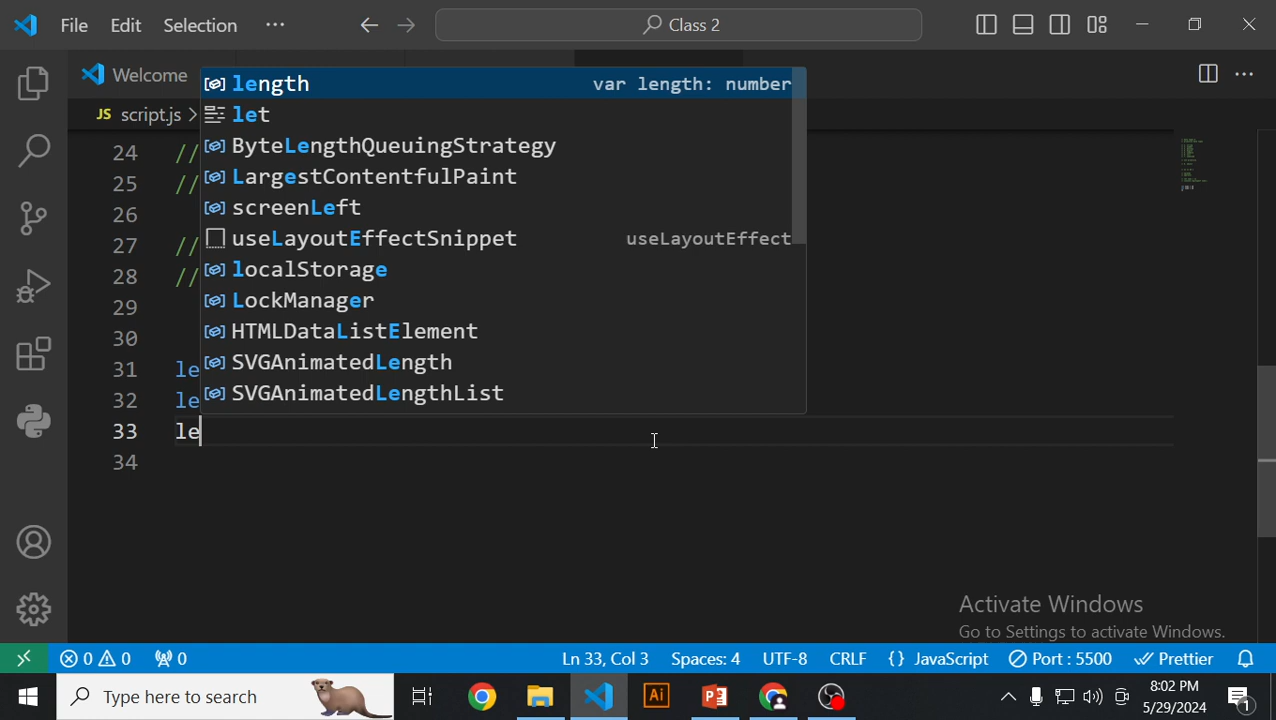 File Edit Selection ··· Class 2
Welcome
JS script.js >
length var length: number
let
ByteLengthQueuingStrategy
LargestContentfulPaint
screenLeft
useLayoutEffectSnippet useLayoutEffect
localStorage
LockManager
HTMLDataListElement
SVGAnimatedLength
SVGAnimatedLengthList
24 //
25 //
26
27 //
28 //
29
30
31 le
32 le
33 le
34
Activate Windows
Go to Settings to activate Windows.
0 0 0 Ln 33, Col 3 Spaces: 4 UTF-8 CRLF {} JavaScript Port : 5500 Prettier
Type here to search Ai P 8:02 PM
5/29/2024 1